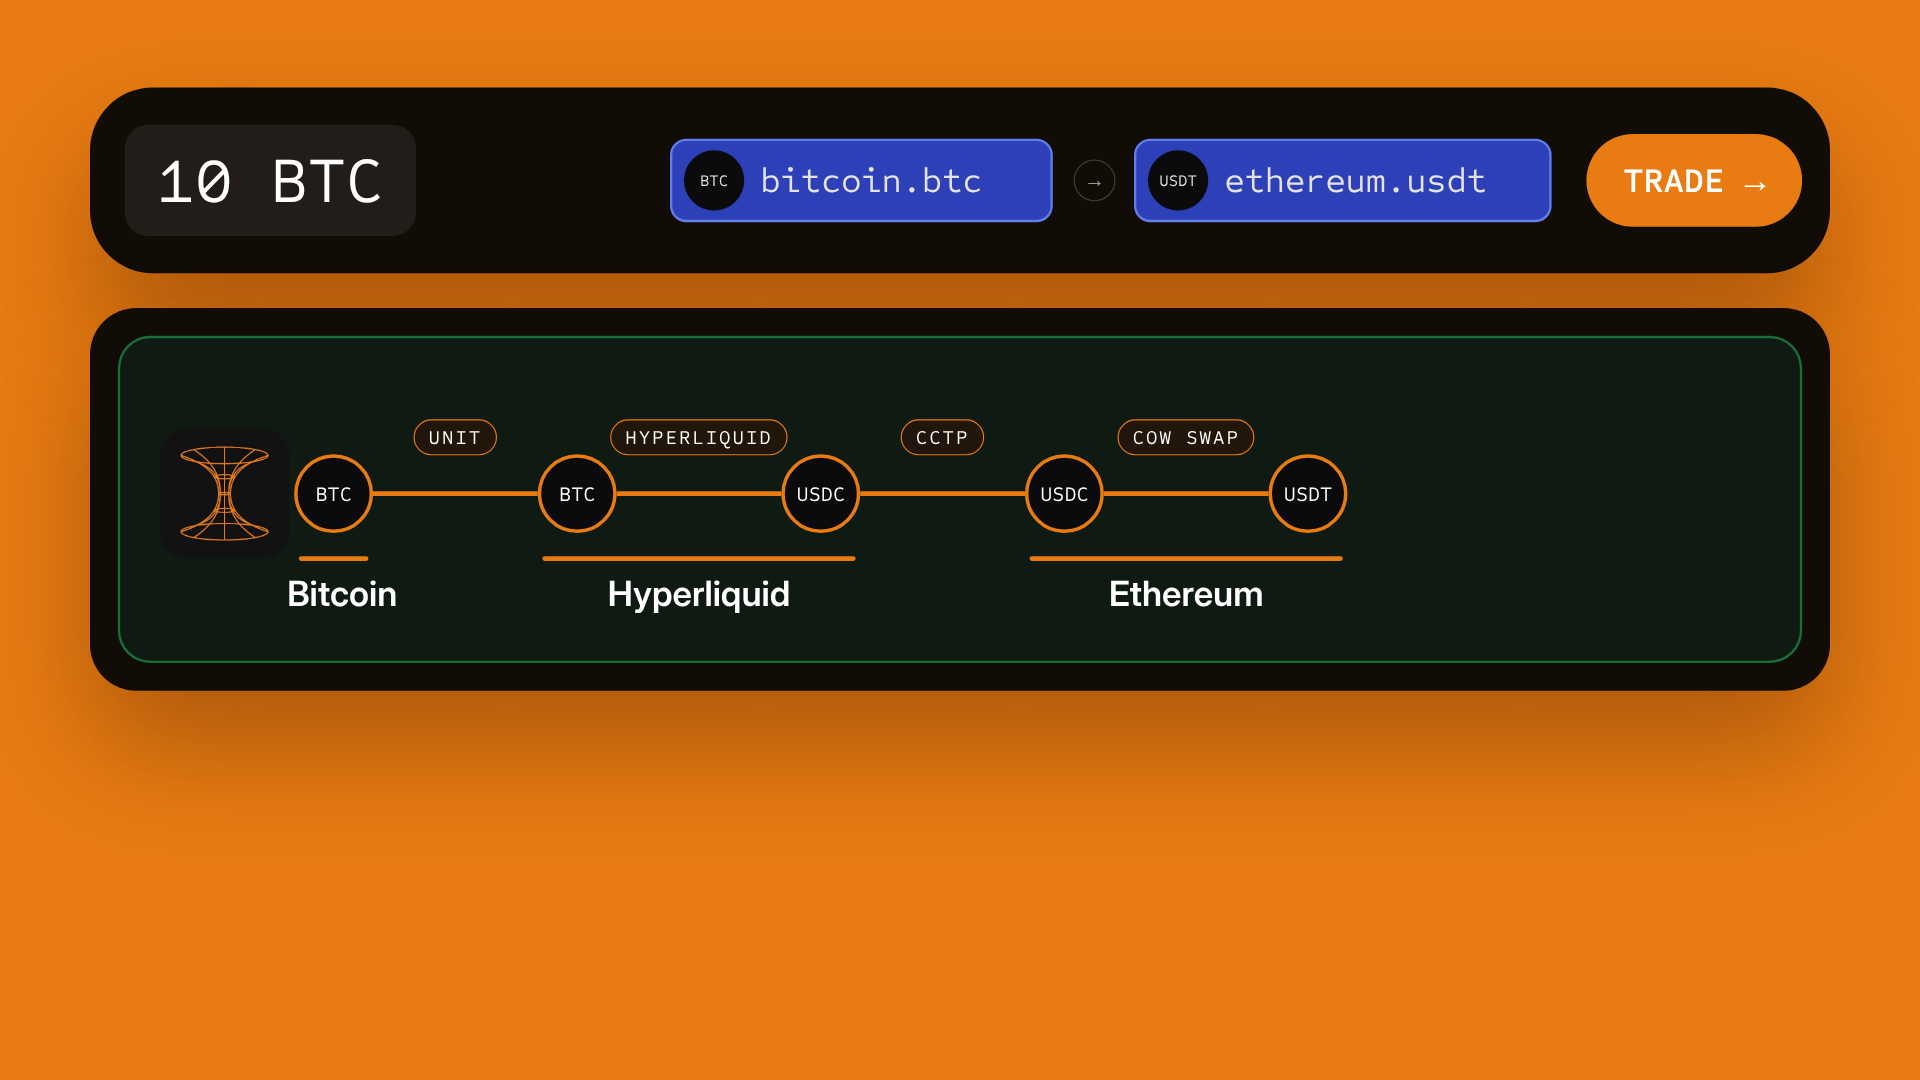 10 BTC
BTC bitcoin.btc → USDT ethereum.usdt
TRADE →
UNIT HYPERLIQUID CCTP COW SWAP
BTC BTC USDC USDC USDT
Bitcoin Hyperliquid Ethereum